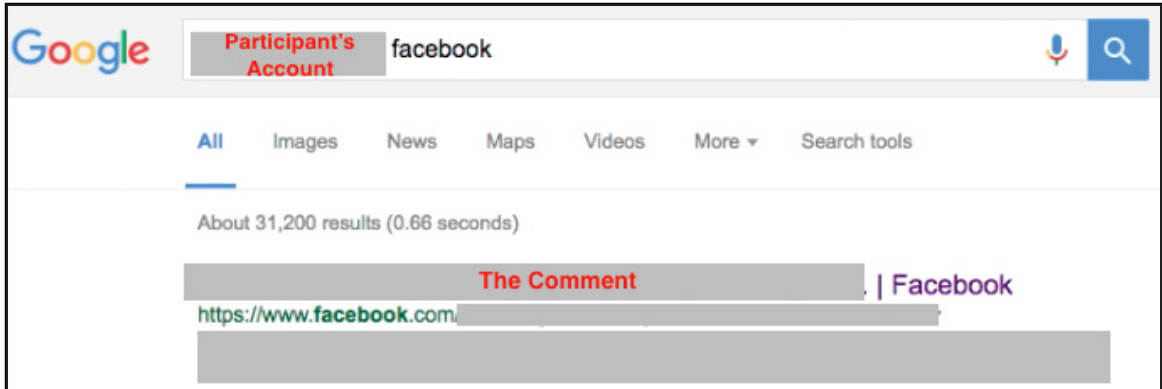 Google Participant's Account facebook
All Images News Maps Videos More Search tools
About 31,200 results (0.66 seconds)
The Comment . | Facebook
https://www.facebook.com/